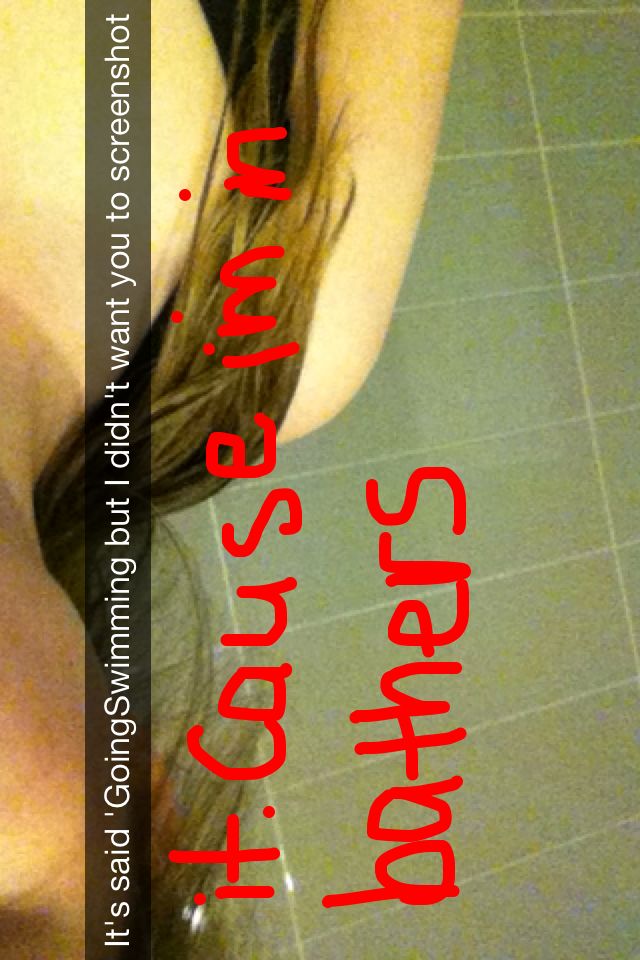 It's said 'GoingSwimming but I didn't want you to screenshot
it. Cause im in
bathers